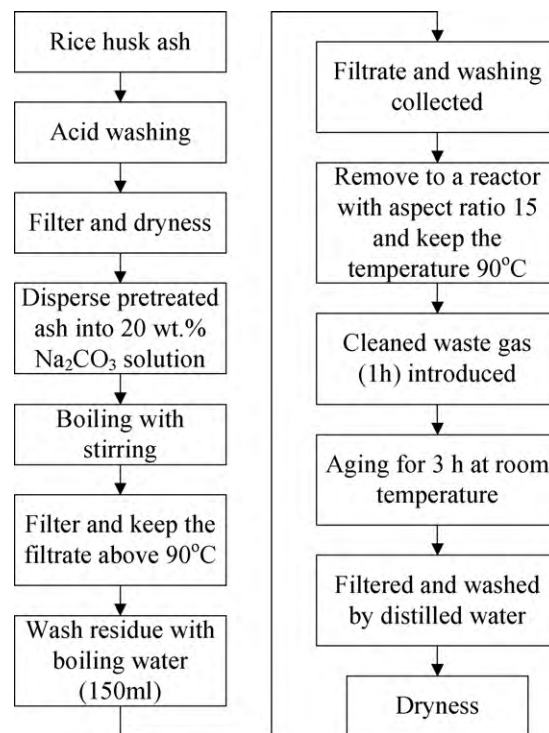 Rice husk ash
Acid washing
Filter and dryness
Disperse pretreated
ash into 20 wt.%
Na₂CO₃ solution
Boiling with
stirring
Filter and keep the
filtrate above 90°C
Wash residue with
boiling water
(150ml)
Filtrate and washing
collected
Remove to a reactor
with aspect ratio 15
and keep the
temperature 90°C
Cleaned waste gas
(1h) introduced
Aging for 3 h at room
temperature
Filtered and washed
by distilled water
Dryness